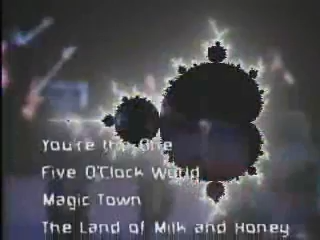 You're the One
Five O'Clock World
Magic Town
The Land of Milk and Honey